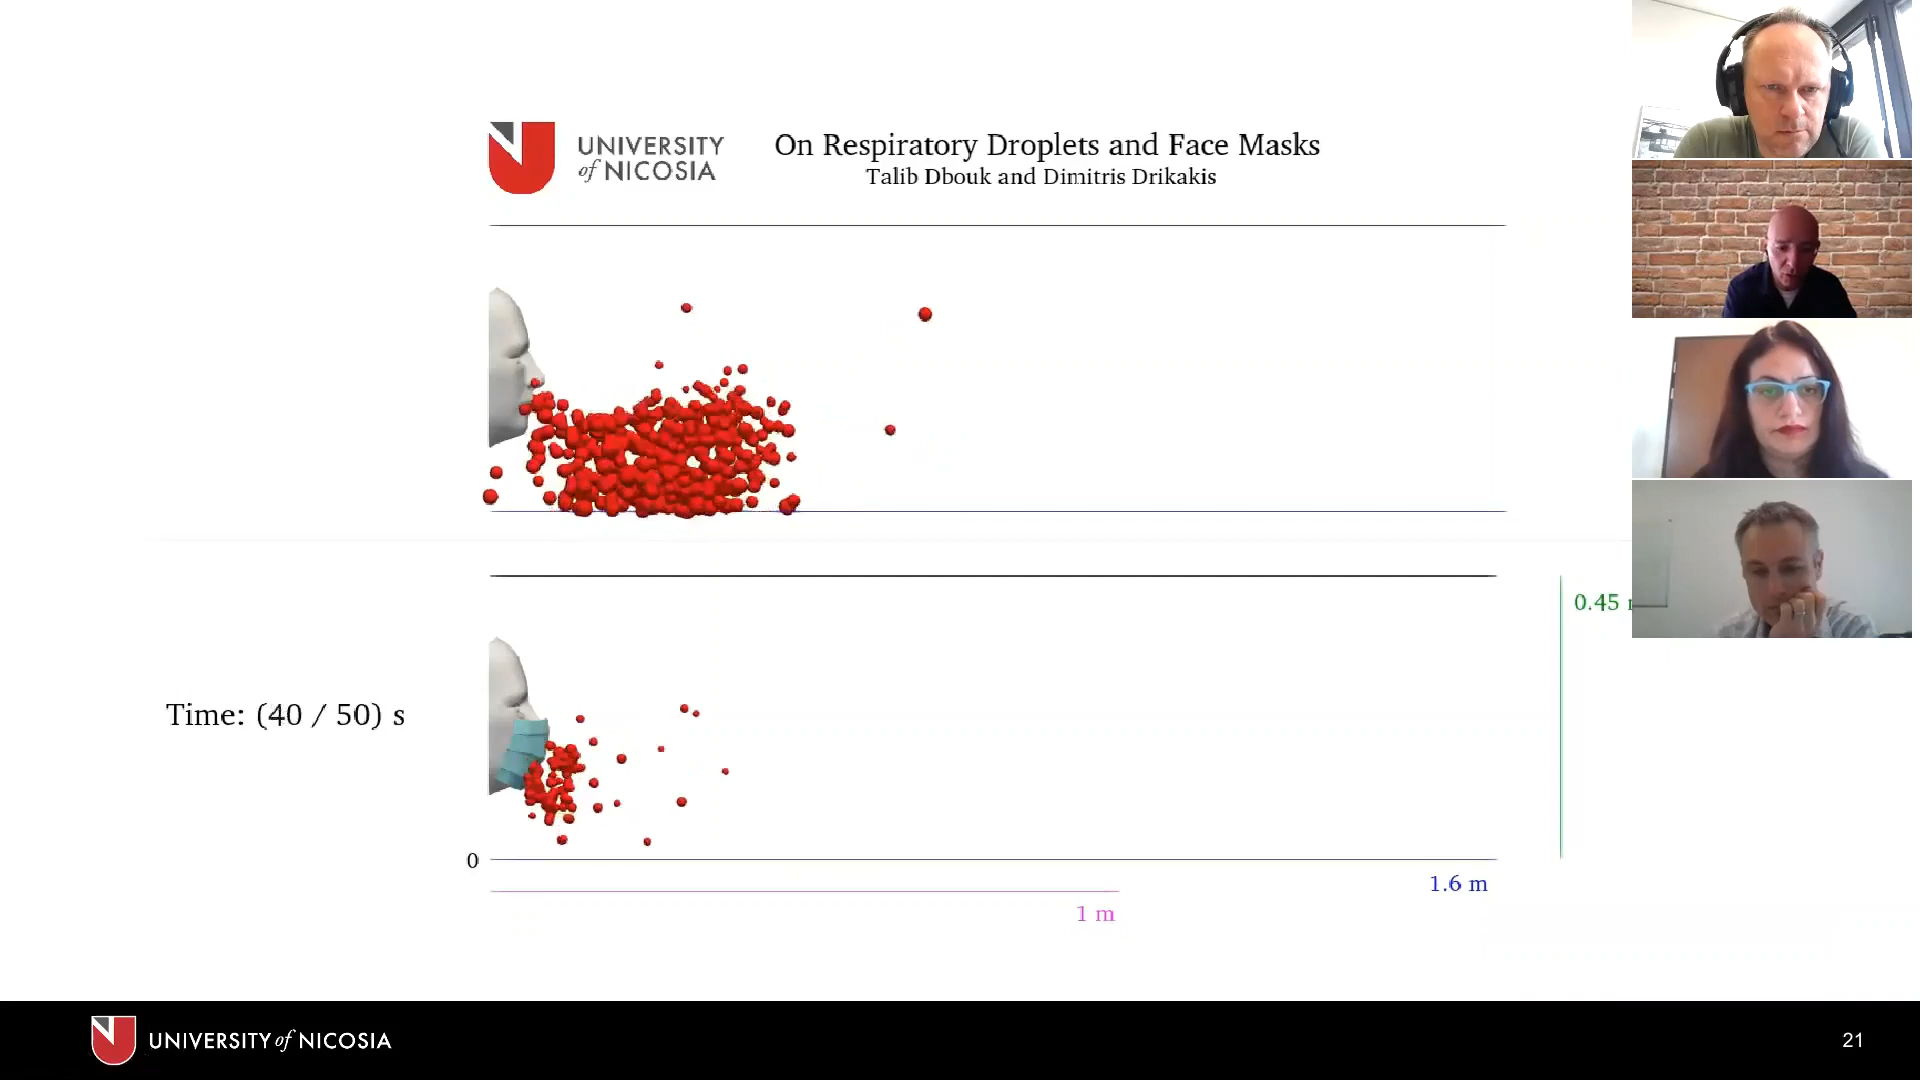 UNIVERSITY
of NICOSIA
On Respiratory Droplets and Face Masks
Talib Dbouk and Dimitris Drikakis
0.45
Time: (40 / 50) s
0
1.6 m
1 m
UNIVERSITY of NICOSIA
21